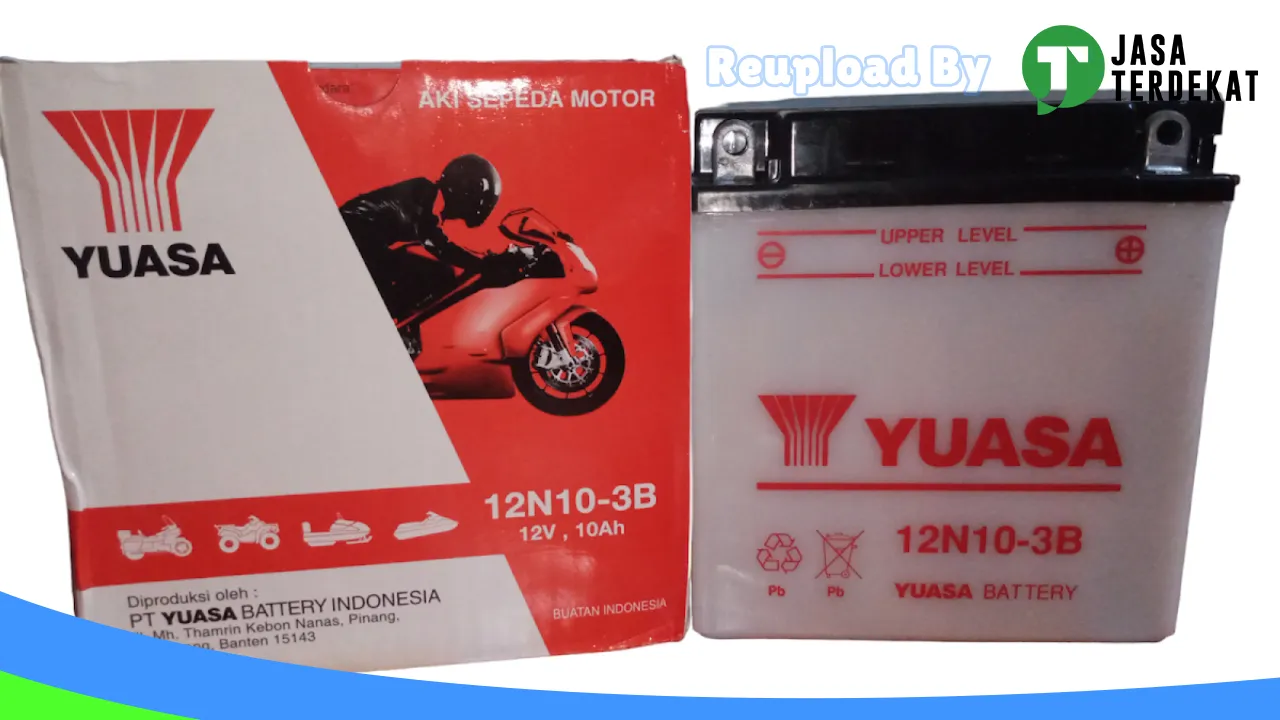 Reupload By
JASA
TERDEKAT
AKI SEPEDA MOTOR
YUASA
12N10-3B
12V , 10Ah
Diproduksi oleh :
PT YUASA BATTERY INDONESIA
Mh. Thamrin Kebon Nanas, Pinang,
Banten 15143
BUATAN INDONESIA
UPPER LEVEL
LOWER LEVEL
YUASA
12N10-3B
Pb
Pb
YUASA BATTERY